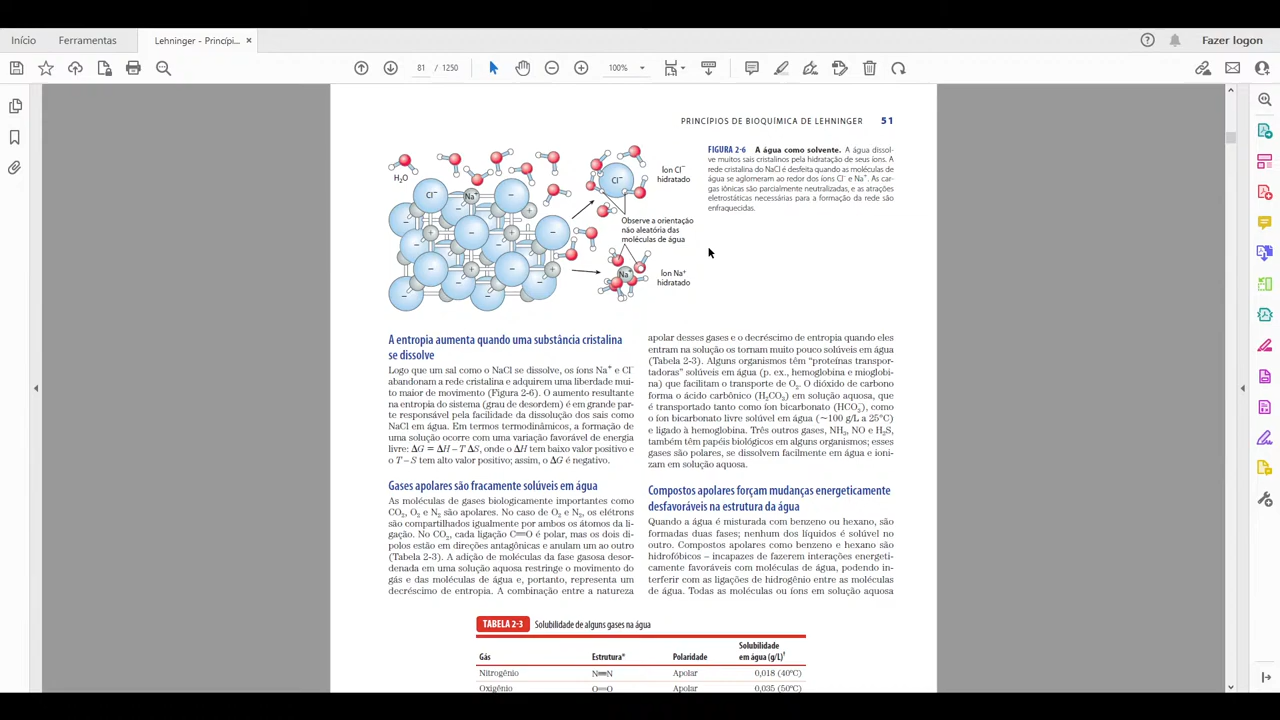 Início
Ferramentas
Lehninger - Princípi...
Fazer logon
81 / 1250
100%
PRINCÍPIOS DE BIOQUÍMICA DE LEHNINGER 51
H₂O
Cl⁻
Na⁺
Cl⁻
Íon Cl⁻
hidratado
Observe a orientação
não aleatória das
moléculas de água
Na⁺
Íon Na⁺
hidratado
FIGURA 2-6 A água como solvente. A água dissol-
ve muitos sais cristalinos pela hidratação de seus íons. A
rede cristalina do NaCl é desfeita quando as moléculas de
água se aglomeram ao redor dos íons Cl⁻ e Na⁺. As car-
gas iônicas são parcialmente neutralizadas, e as atrações
eletrostáticas necessárias para a formação da rede são
enfraquecidas.
A entropia aumenta quando uma substância cristalina
se dissolve
Logo que um sal como o NaCl se dissolve, os íons Na⁺ e Cl⁻
abandonam a rede cristalina e adquirem uma liberdade mui-
to maior de movimento (Figura 2-6). O aumento resultante
na entropia do sistema (grau de desordem) é em grande par-
te responsável pela facilidade da dissolução dos sais como
NaCl em água. Em termos termodinâmicos, a formação de
uma solução ocorre com uma variação favorável de energia
livre: ΔG = ΔH – T ΔS, onde o ΔH tem baixo valor positivo e
o T – S tem alto valor positivo; assim, o ΔG é negativo.
Gases apolares são fracamente solúveis em água
As moléculas de gases biologicamente importantes como
CO₂, O₂ e N₂ são apolares. No caso de O₂ e N₂, os elétrons
são compartilhados igualmente por ambos os átomos da li-
gação. No CO₂, cada ligação C=O é polar, mas os dois di-
polos estão em direções antagônicas e anulam um ao outro
(Tabela 2-3). A adição de moléculas da fase gasosa desor-
denada em uma solução aquosa restringe o movimento do
gás e das moléculas de água e, portanto, representa um
decréscimo de entropia. A combinação entre a natureza
apolar desses gases e o decréscimo de entropia quando eles
entram na solução os tornam muito pouco solúveis em água
(Tabela 2-3). Alguns organismos têm “proteínas transpor-
tadoras” solúveis em água (p. ex., hemoglobina e mioglobi-
na) que facilitam o transporte de O₂. O dióxido de carbono
forma o ácido carbônico (H₂CO₃) em solução aquosa, que
é transportado tanto como íon bicarbonato (HCO₃⁻), como
o íon bicarbonato livre solúvel em água (~100 g/L a 25°C)
e ligado à hemoglobina. Três outros gases, NH₃, NO e H₂S,
também têm papéis biológicos em alguns organismos; esses
gases são polares, se dissolvem facilmente em água e ioni-
zam em solução aquosa.
Compostos apolares forçam mudanças energeticamente
desfavoráveis na estrutura da água
Quando a água é misturada com benzeno ou hexano, são
formadas duas fases; nenhum dos líquidos é solúvel no
outro. Compostos apolares como benzeno e hexano são
hidrofóbicos – incapazes de fazerem interações energeti-
camente favoráveis com moléculas de água, podendo in-
terferir com as ligações de hidrogênio entre as moléculas
de água. Todas as moléculas ou íons em solução aquosa
TABELA 2-3 Solubilidade de alguns gases na água
Gás Estrutura* Polaridade Solubilidade
em água (g/L)†
Nitrogênio N≡N Apolar 0,018 (40°C)
Oxigênio O=O Apolar 0,035 (50°C)